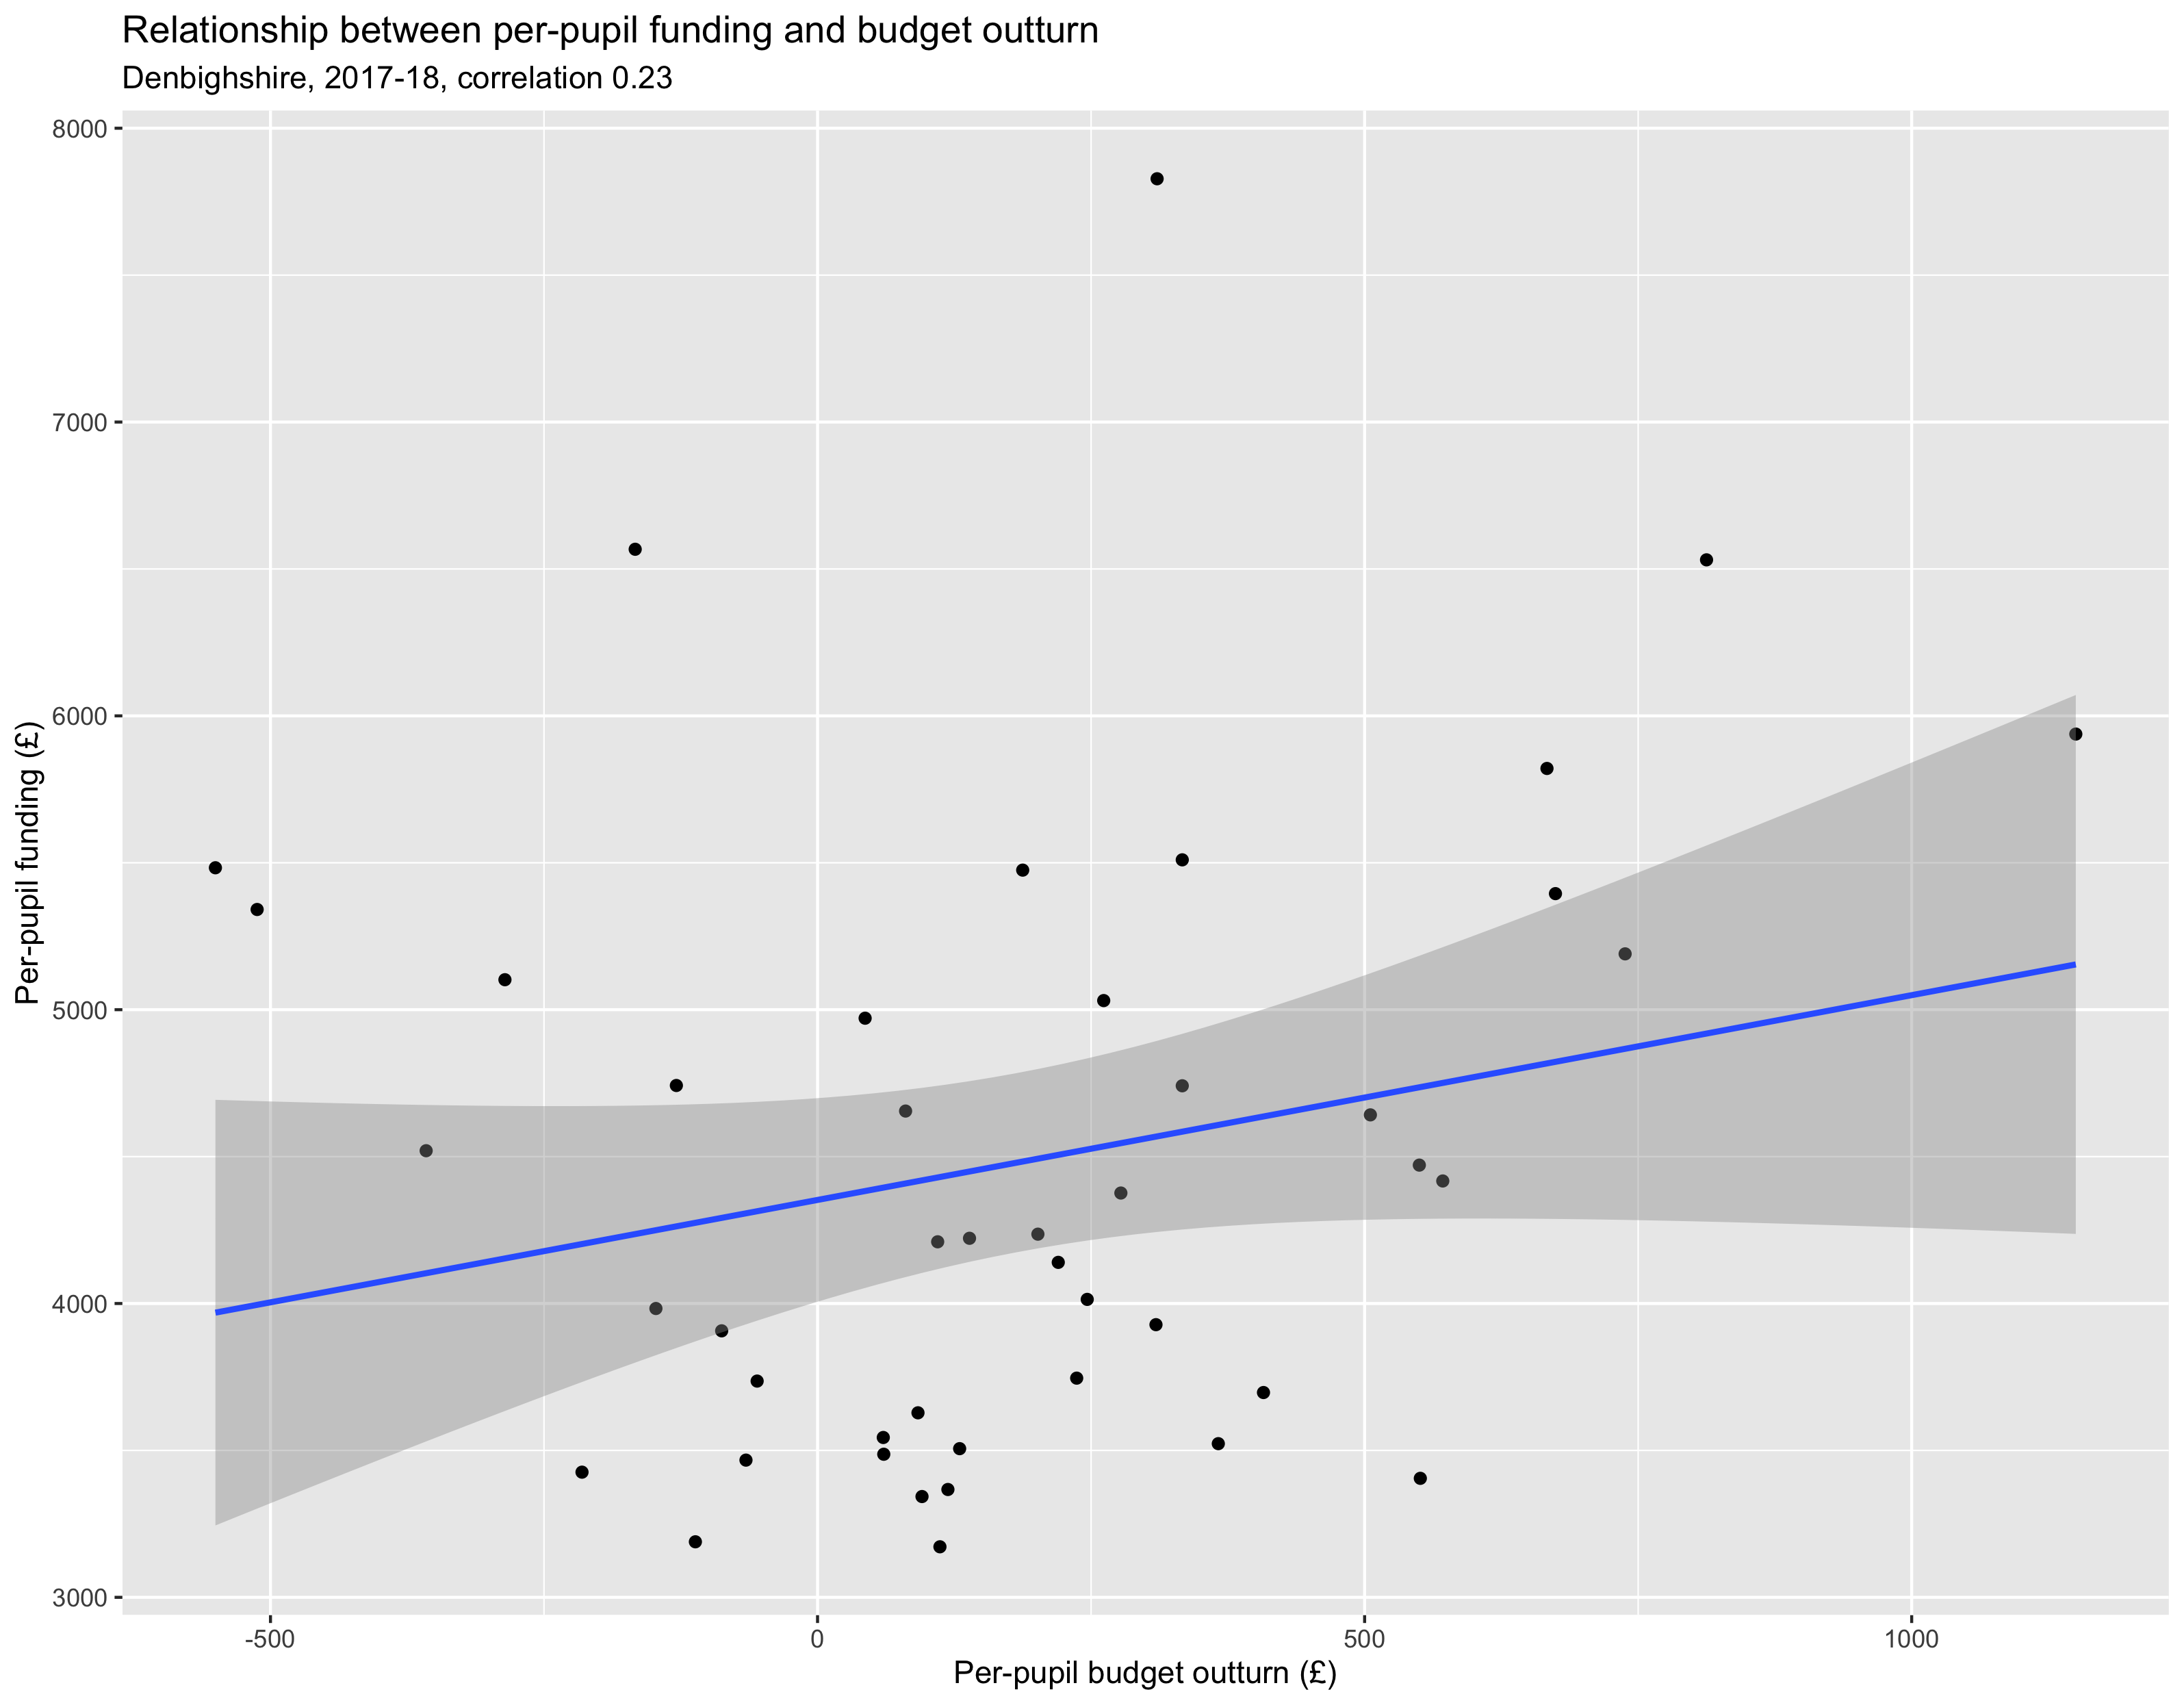 Relationship between per-pupil funding and budget outturn
Denbighshire, 2017-18, correlation 0.23
8000
7000
6000
5000
4000
3000
Per-pupil funding (£)
-500
0
500
1000
Per-pupil budget outturn (£)